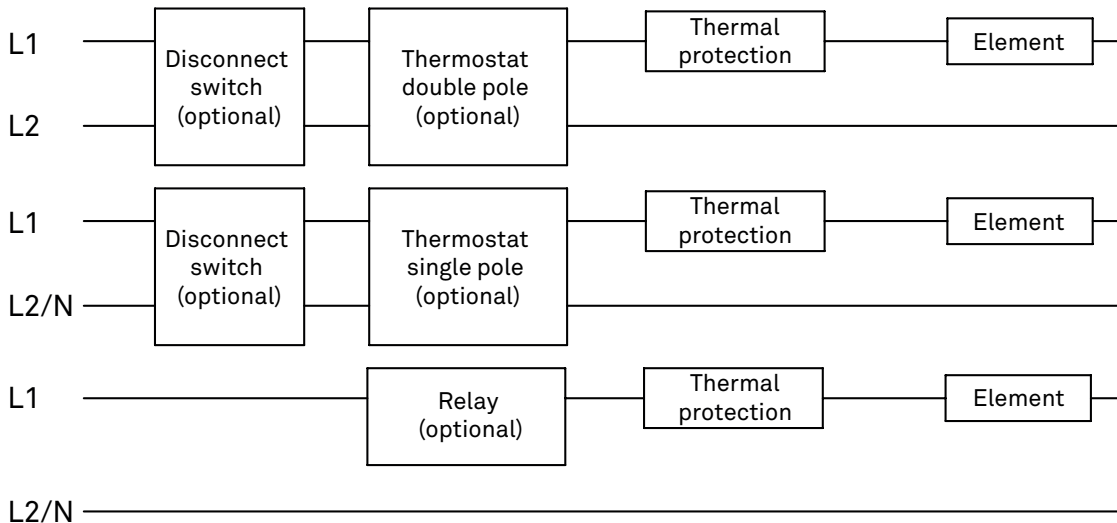 L1
Disconnect
switch
(optional)
Thermostat
double pole
(optional)
Thermal
protection
Element
L2
L1
Disconnect
switch
(optional)
Thermostat
single pole
(optional)
Thermal
protection
Element
L2/N
L1
Relay
(optional)
Thermal
protection
Element
L2/N